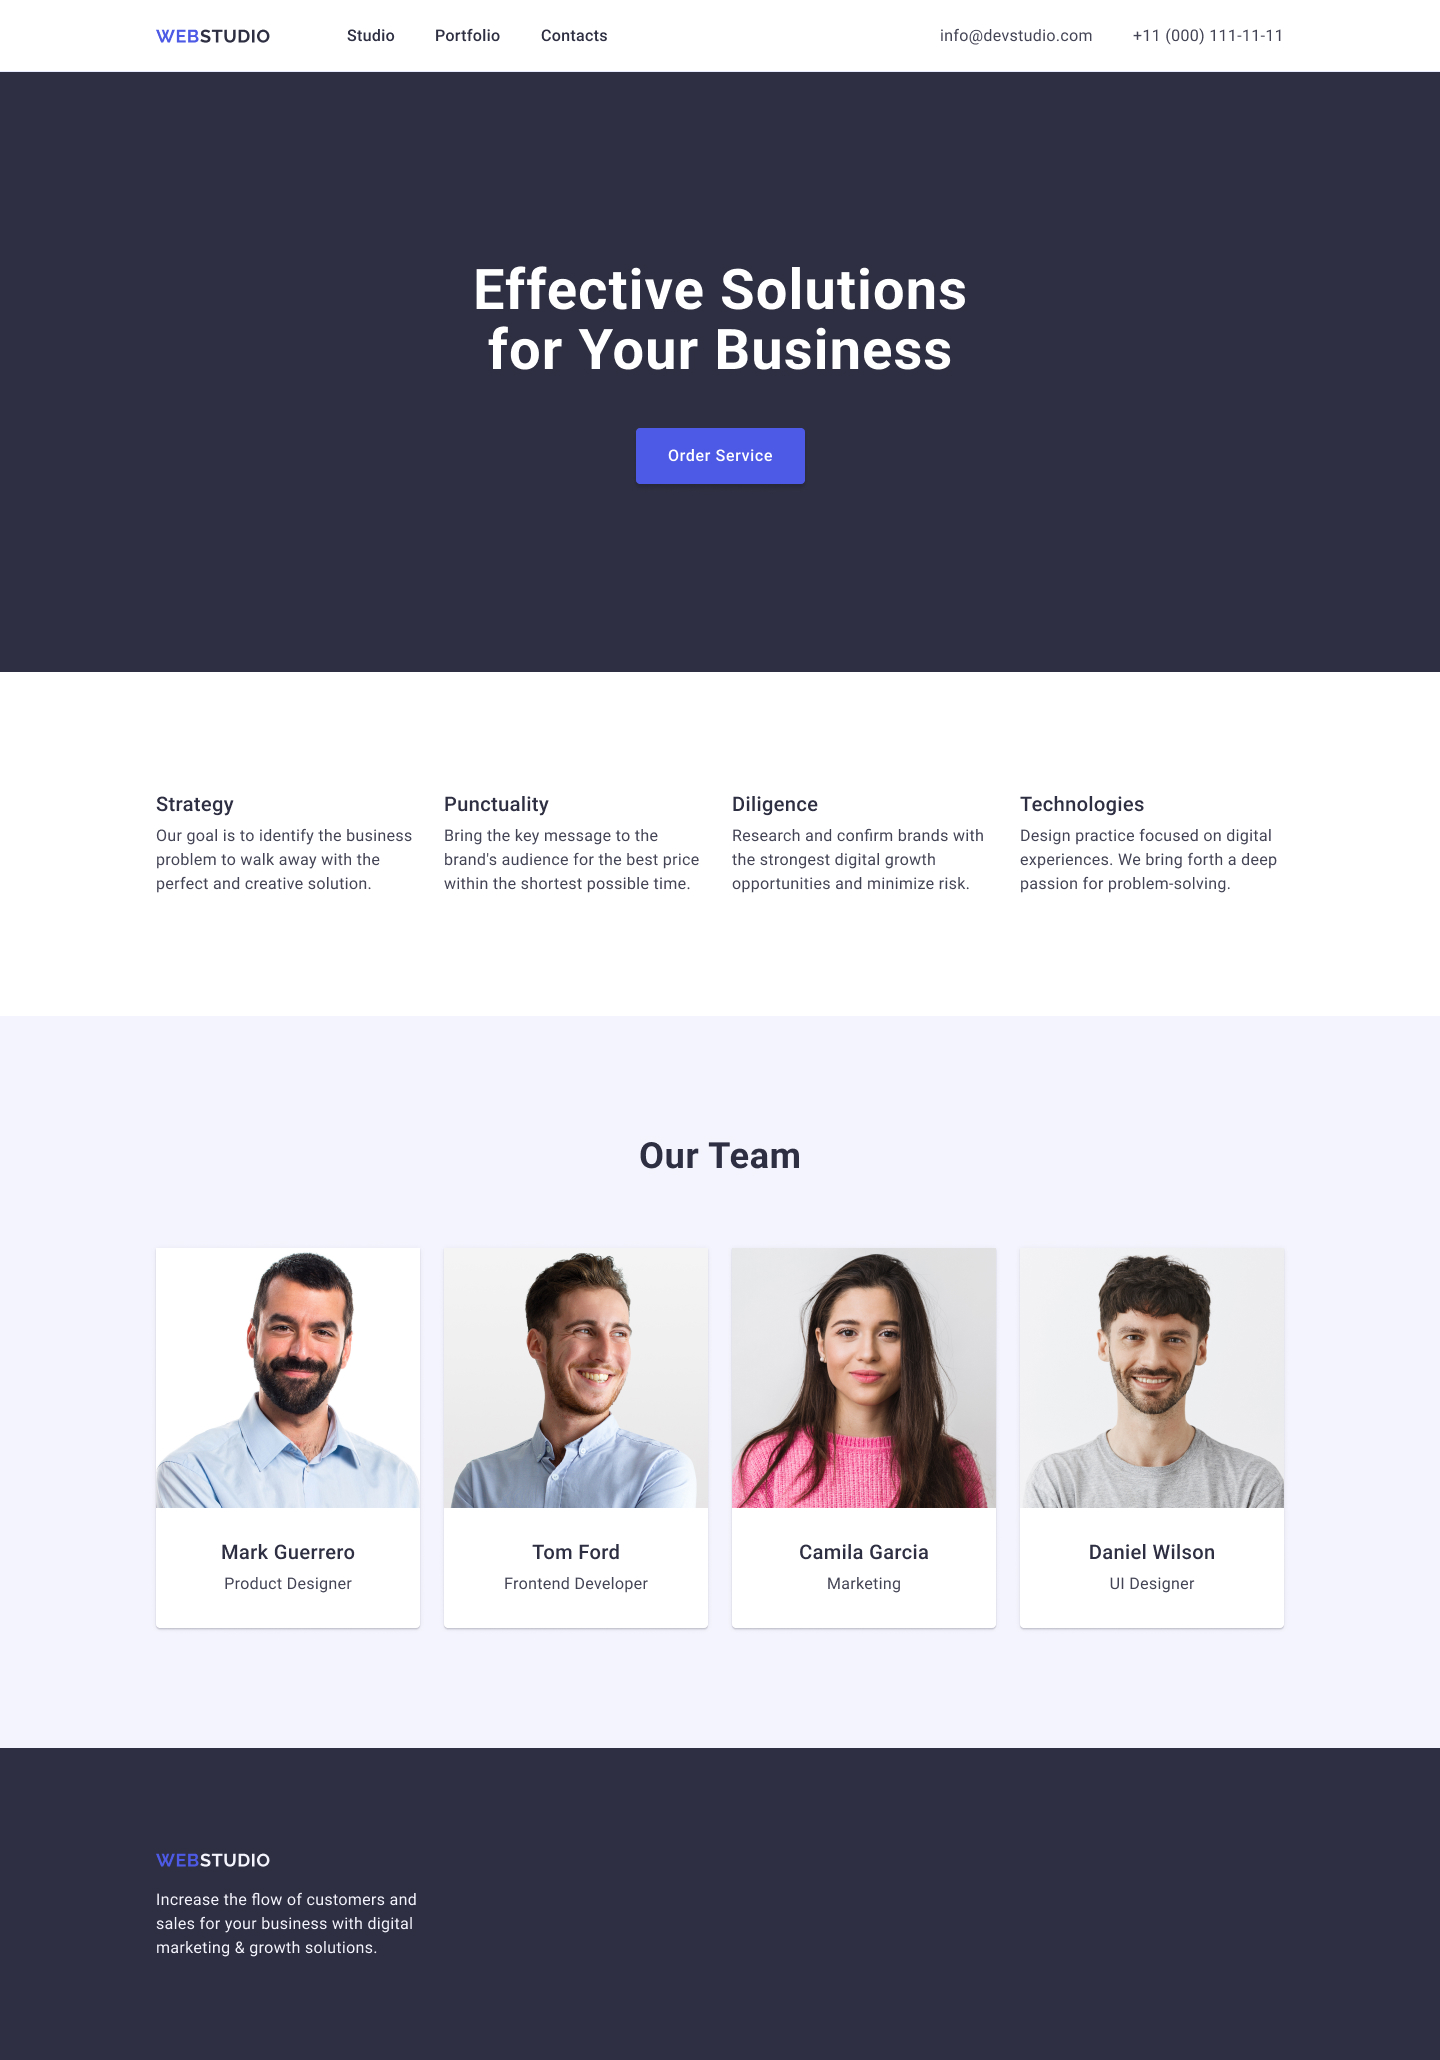 WEBSTUDIO Studio Portfolio Contacts info@devstudio.com +11 (000) 111-11-11
Effective Solutions
for Your Business
Order Service
Strategy
Our goal is to identify the business
problem to walk away with the
perfect and creative solution.
Punctuality
Bring the key message to the
brand's audience for the best price
within the shortest possible time.
Diligence
Research and confirm brands with
the strongest digital growth
opportunities and minimize risk.
Technologies
Design practice focused on digital
experiences. We bring forth a deep
passion for problem-solving.
Our Team
Mark Guerrero
Product Designer
Tom Ford
Frontend Developer
Camila Garcia
Marketing
Daniel Wilson
UI Designer
WEBSTUDIO
Increase the flow of customers and
sales for your business with digital
marketing & growth solutions.